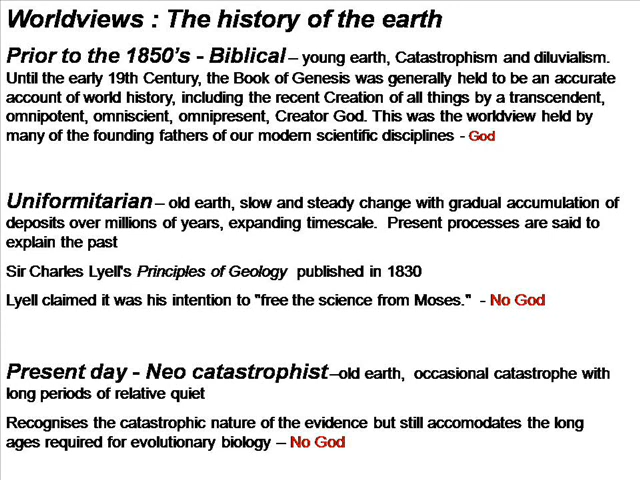 Worldviews : The history of the earth
Prior to the 1850's - Biblical – young earth, Catastrophism and diluvialism.
Until the early 19th Century, the Book of Genesis was generally held to be an accurate
account of world history, including the recent Creation of all things by a transcendent,
omnipotent, omniscient, omnipresent, Creator God. This was the worldview held by
many of the founding fathers of our modern scientific disciplines - God
Uniformitarian – old earth, slow and steady change with gradual accumulation of
deposits over millions of years, expanding timescale. Present processes are said to
explain the past
Sir Charles Lyell's Principles of Geology published in 1830
Lyell claimed it was his intention to "free the science from Moses." - No God
Present day - Neo catastrophist –old earth, occasional catastrophe with
long periods of relative quiet
Recognises the catastrophic nature of the evidence but still accomodates the long
ages required for evolutionary biology – No God